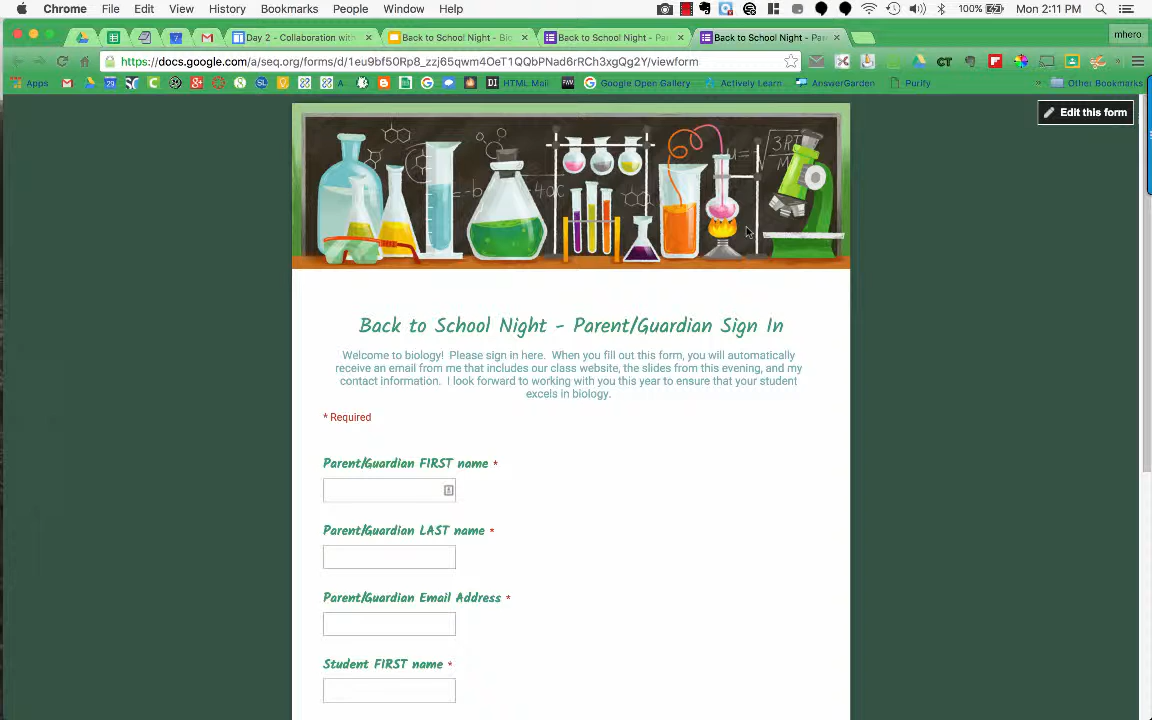 Chrome File Edit View History Bookmarks People Window Help 100% Mon 2:11 PM
Day 2 - Collaboration with Back to School Night - Bi Back to School Night - Pa Back to School Night - Pa mhero
https://docs.google.com/a/seq.org/forms/d/1eu9bf50Rp8_zzj65qwm4OeT1QQbPNad6rRCh3xgQg2Y/viewform CT
Apps 29 SL A DI HTML Mail PAW Google Open Gallery Actively Learn AnswerGarden Purify » Other Bookmarks
Edit this form
Back to School Night - Parent/Guardian Sign In
Welcome to biology! Please sign in here. When you fill out this form, you will automatically
receive an email from me that includes our class website, the slides from this evening, and my
contact information. I look forward to working with you this year to ensure that your student
excels in biology.
* Required
Parent/Guardian FIRST name *
Parent/Guardian LAST name *
Parent/Guardian Email Address *
Student FIRST name *